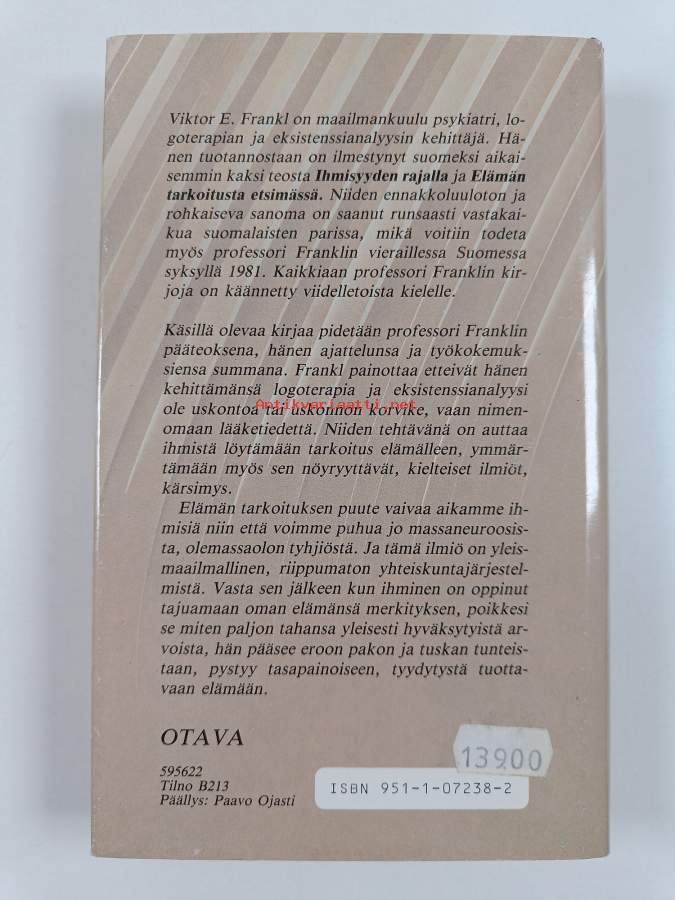 Viktor E. Frankl on maailmankuulu psykiatri, lo-
goterapian ja eksistenssianalyysin kehittäjä. Hä-
nen tuotannostaan on ilmestynyt suomeksi aikai-
semmin kaksi teosta Ihmisyyden rajalla ja Elämän
tarkoitusta etsimässä. Niiden ennakkoluuloton ja
rohkaiseva sanoma on saanut runsaasti vastakai-
kua suomalaisten parissa, mikä voitiin todeta
myös professori Franklin vieraillessa Suomessa
syksyllä 1981. Kaikkiaan professori Franklin kir-
joja on käännetty viidelletoista kielelle.
Käsillä olevaa kirjaa pidetään professori Franklin
pääteoksena, hänen ajattelunsa ja työkokemuk-
siensa summana. Frankl painottaa etteivät hänen
kehittämänsä logoterapia ja eksistenssianalyysi
ole uskontoa tai uskonnon korvike, vaan nimen-
Antikvariaatti.net
omaan lääketiedettä. Niiden tehtävänä on auttaa
ihmistä löytämään tarkoitus elämälleen, ymmär-
tämään myös sen nöyryyttävät, kielteiset ilmiöt,
kärsimys.
Elämän tarkoituksen puute vaivaa aikamme ih-
misiä niin että voimme puhua jo massaneuroosis-
ta, olemassaolon tyhjiöstä. Ja tämä ilmiö on yleis-
maailmallinen, riippumaton yhteiskuntajärjestel-
mistä. Vasta sen jälkeen kun ihminen on oppinut
tajuamaan oman elämänsä merkityksen, poikkesi
se miten paljon tahansa yleisesti hyväksytyistä ar-
voista, hän pääsee eroon pakon ja tuskan tunteis-
taan, pystyy tasapainoiseen, tyydytystä tuotta-
vaan elämään.
OTAVA
13900
595622
Tilno B213
Päällys: Paavo Ojasti
ISBN 951-1-07238-2